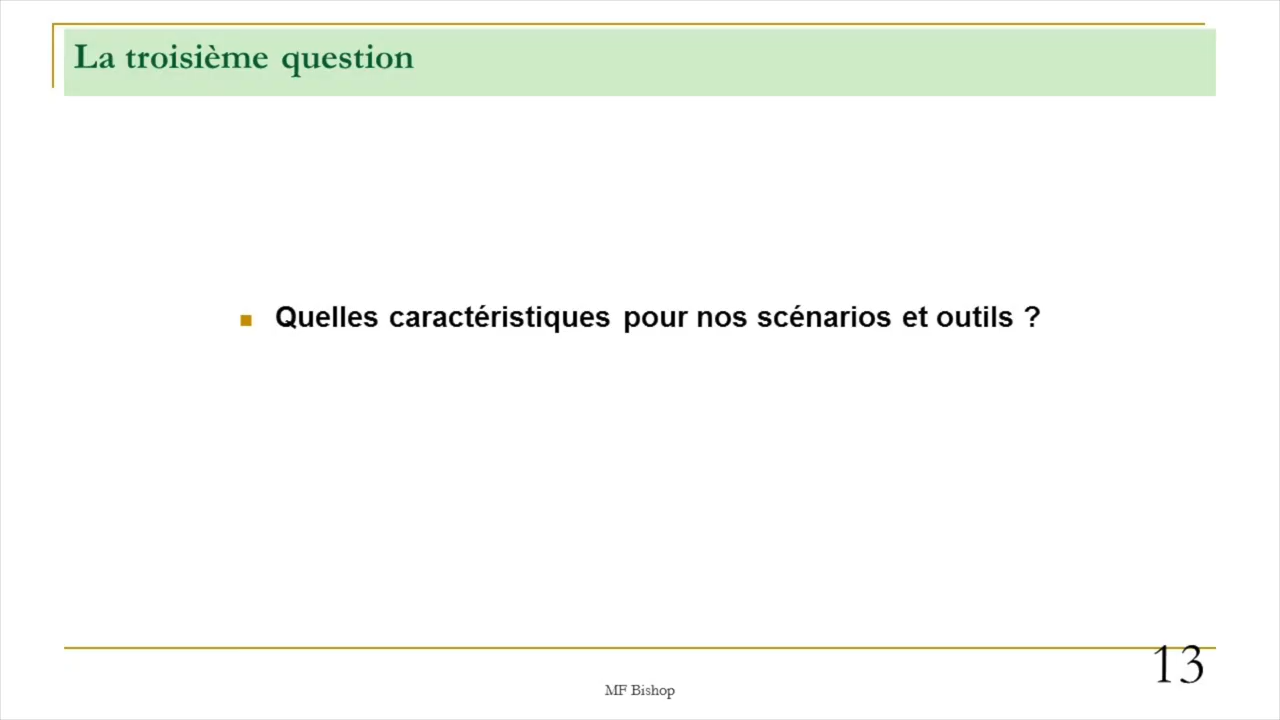 La troisième question
Quelles caractéristiques pour nos scénarios et outils ?
MF Bishop
13